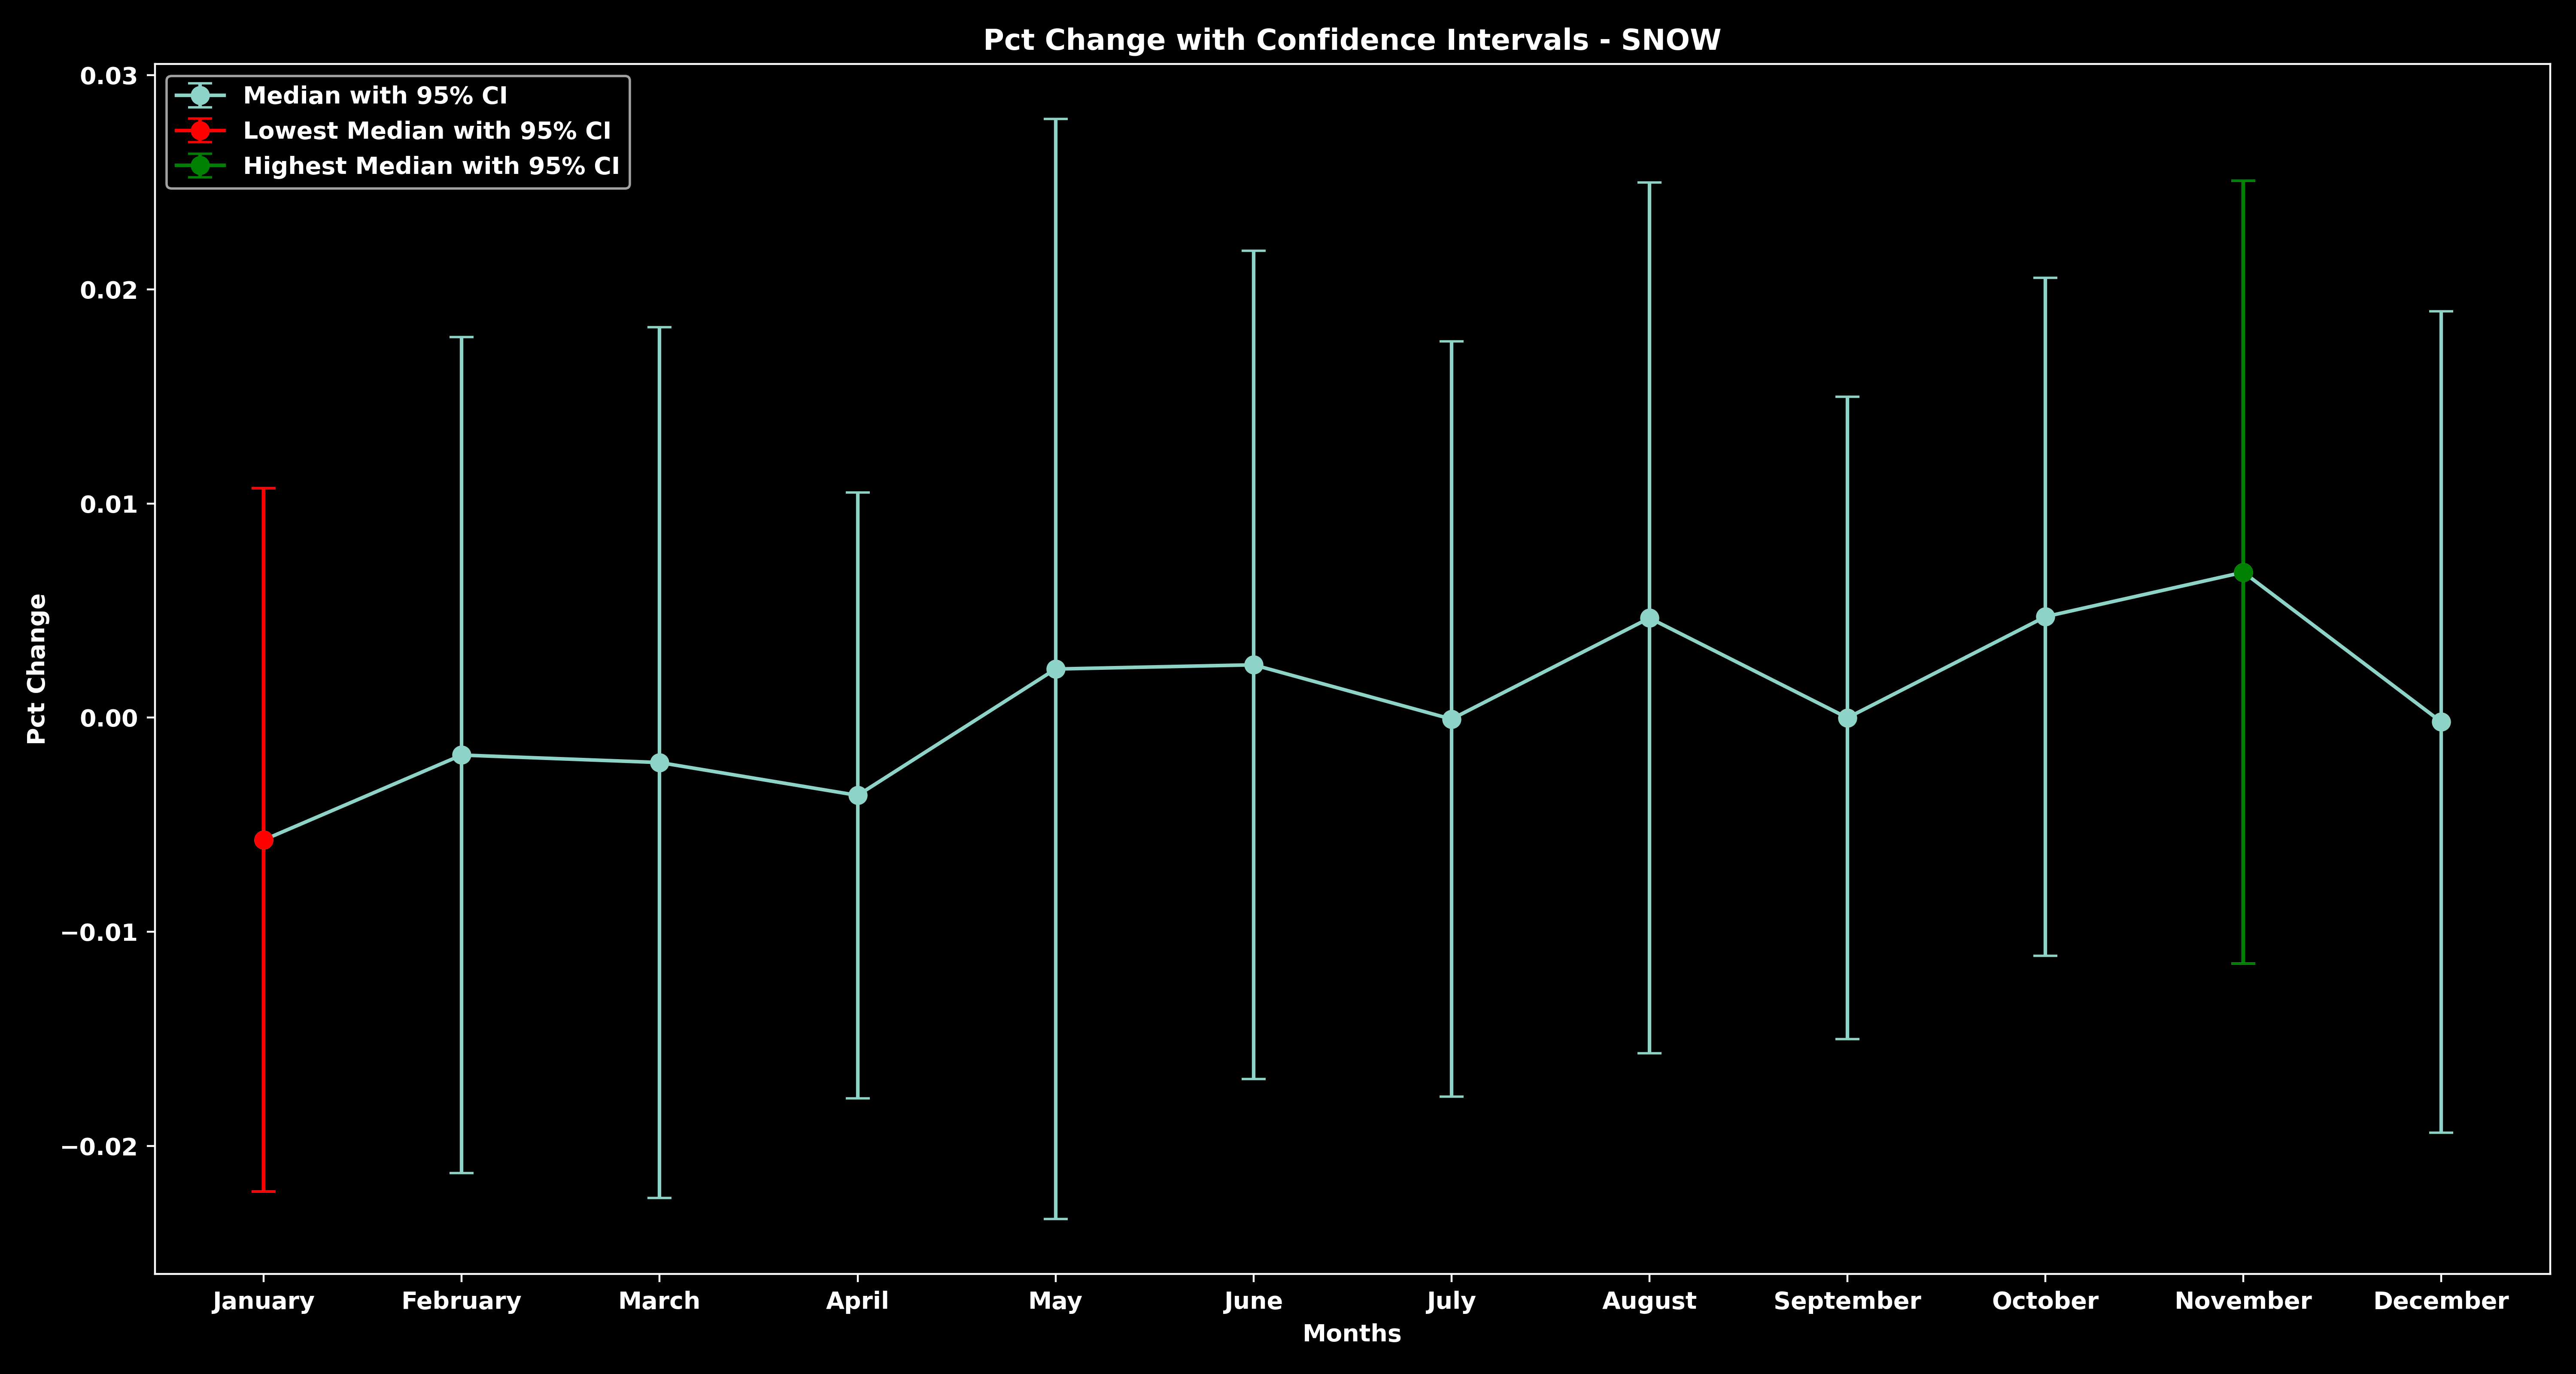 Pct Change with Confidence Intervals - SNOW
Median with 95% CI
Lowest Median with 95% CI
Highest Median with 95% CI
Pct Change
0.03
0.02
0.01
0.00
−0.01
−0.02
January February March April May June July August September October November December
Months